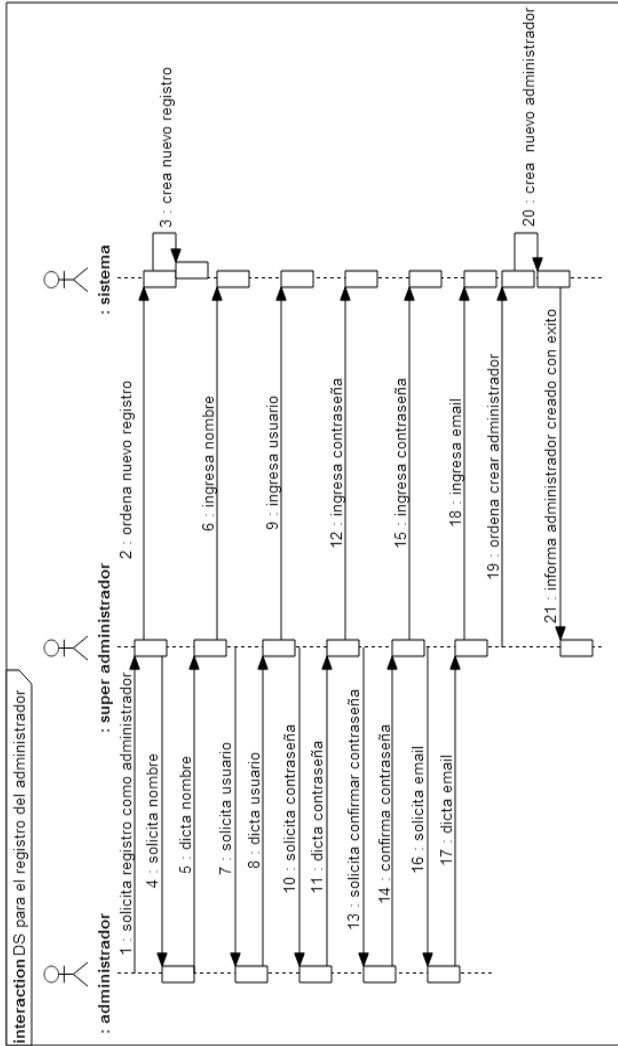 interaction DS para el registro del administrador
: administrador
: super administrador
: sistema
1 : solicita registro como administrador
2 : ordena nuevo registro
3 : crea nuevo registro
4 : solicita nombre
5 : dicta nombre
6 : ingresa nombre
7 : solicita usuario
8 : dicta usuario
9 : ingresa usuario
10 : solicita contraseña
11 : dicta contraseña
12 : ingresa contraseña
13 : solicita confirmar contraseña
14 : confirma contraseña
15 : ingresa contraseña
16 : solicita email
17 : dicta email
18 : ingresa email
19 : ordena crear administrador
20 : crea nuevo administrador
21 : informa administrador creado con exito